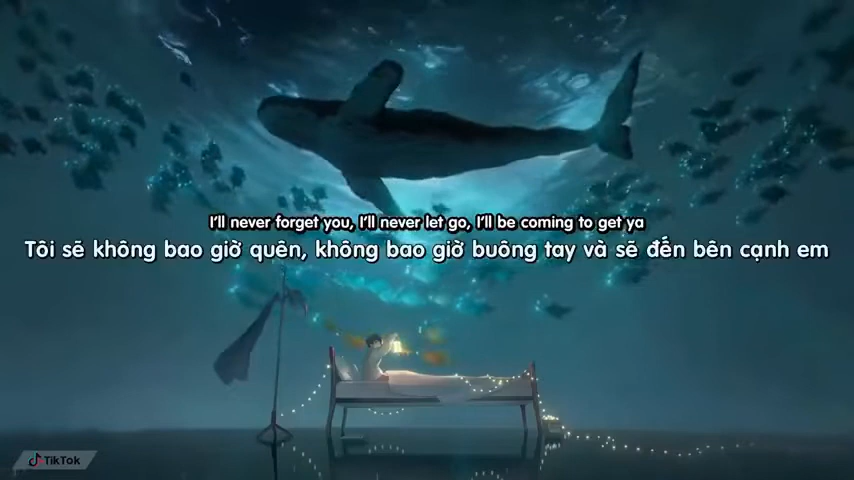 I'll never forget you, I'll never let go, I'll be coming to get ya
Tôi sẽ không bao giờ quên, không bao giờ buông tay và sẽ đến bên cạnh em
TikTok